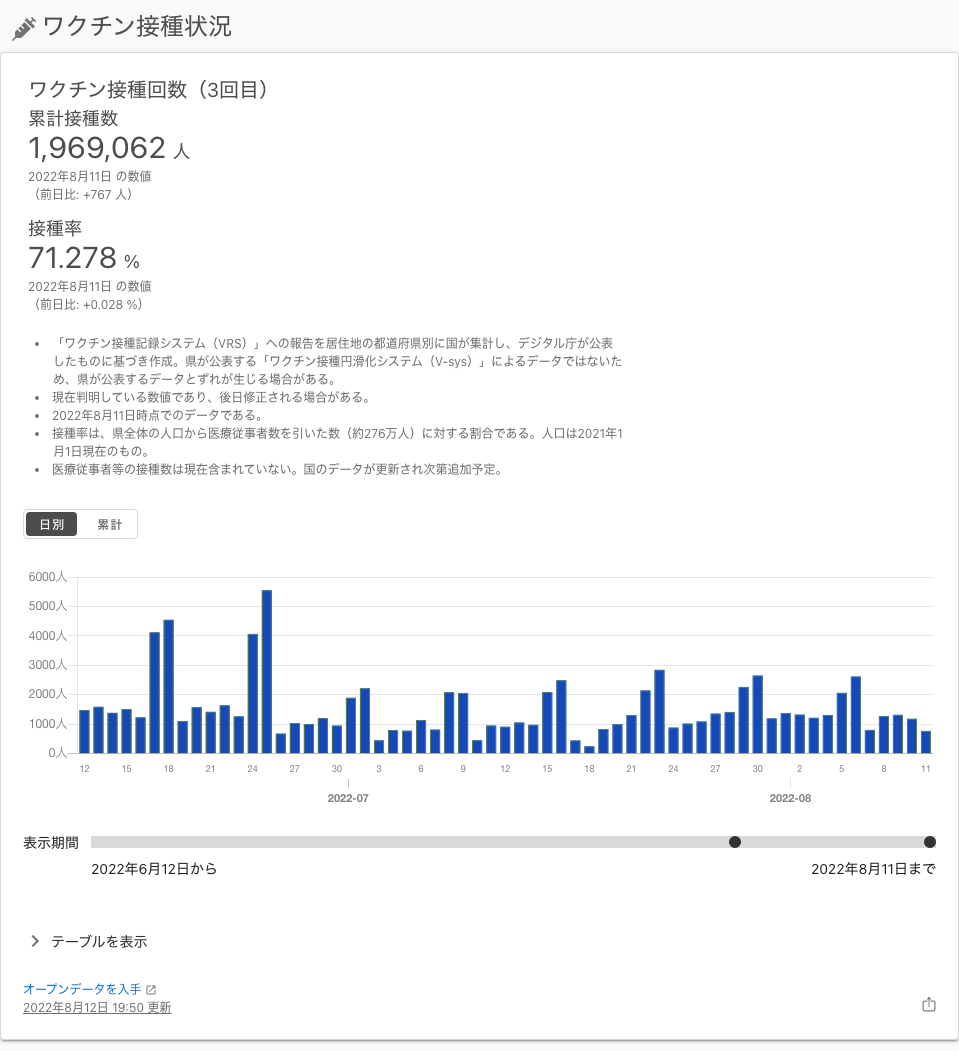 ワクチン接種状況
ワクチン接種回数（3回目）
累計接種数
1,969,062 人
2022年8月11日 の数値
（前日比: +767 人）
接種率
71.278 %
2022年8月11日 の数値
（前日比: +0.028 %）
• 「ワクチン接種記録システム（VRS）」への報告を居住地の都道府県別に国が集計し、デジタル庁が公表
したものに基づき作成。県が公表する「ワクチン接種円滑化システム（V-sys）」によるデータではないた
め、県が公表するデータとずれが生じる場合がある。
• 現在判明している数値であり、後日修正される場合がある。
• 2022年8月11日時点でのデータである。
• 接種率は、県全体の人口から医療従事者数を引いた数（約276万人）に対する割合である。人口は2021年1
月1日現在のもの。
• 医療従事者等の接種数は現在含まれていない。国のデータが更新され次第追加予定。
日別 累計
6000人
5000人
4000人
3000人
2000人
1000人
0人
12 15 18 21 24 27 30 3 6 9 12 15 18 21 24 27 30 2 5 8 11
2022-07 2022-08
表示期間
2022年6月12日から 2022年8月11日まで
テーブルを表示
オープンデータを入手
2022年8月12日 19:50 更新